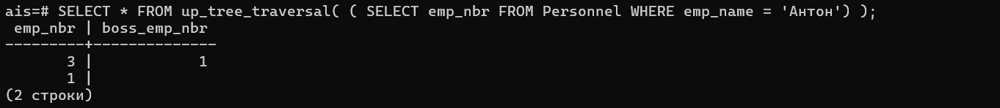 ais=# SELECT * FROM up_tree_traversal( ( SELECT emp_nbr FROM Personnel WHERE emp_name = 'Антон') );
 emp_nbr | boss_emp_nbr
---------+--------------
       3 |            1
       1 |
(2 строки)